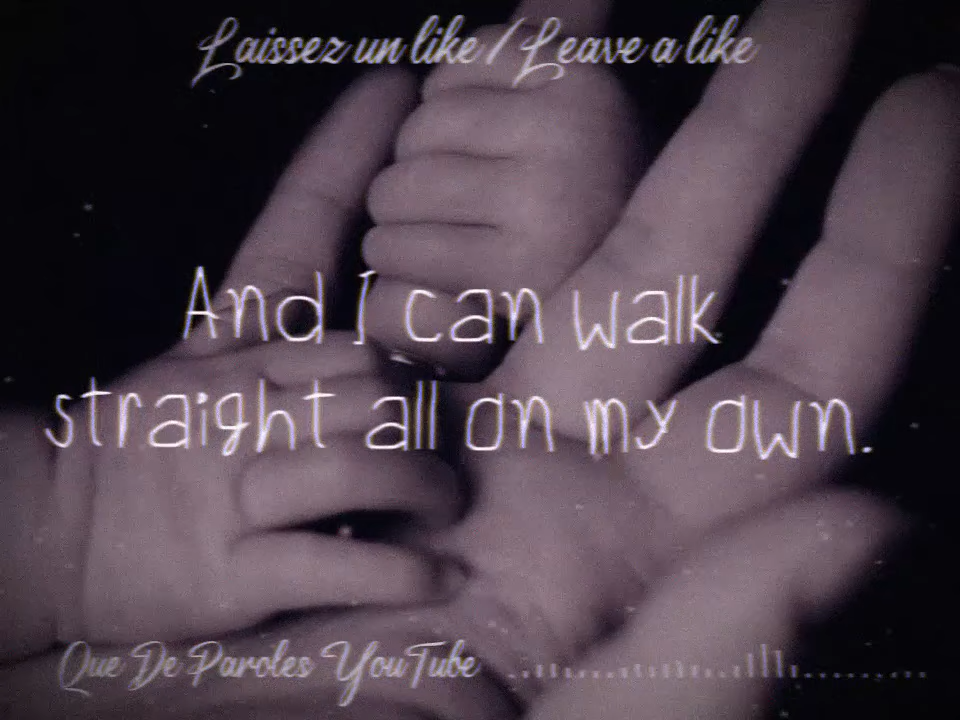 Laissez un like / Leave a like
And I can walk
straight all on my own.
Que De Paroles YouTube